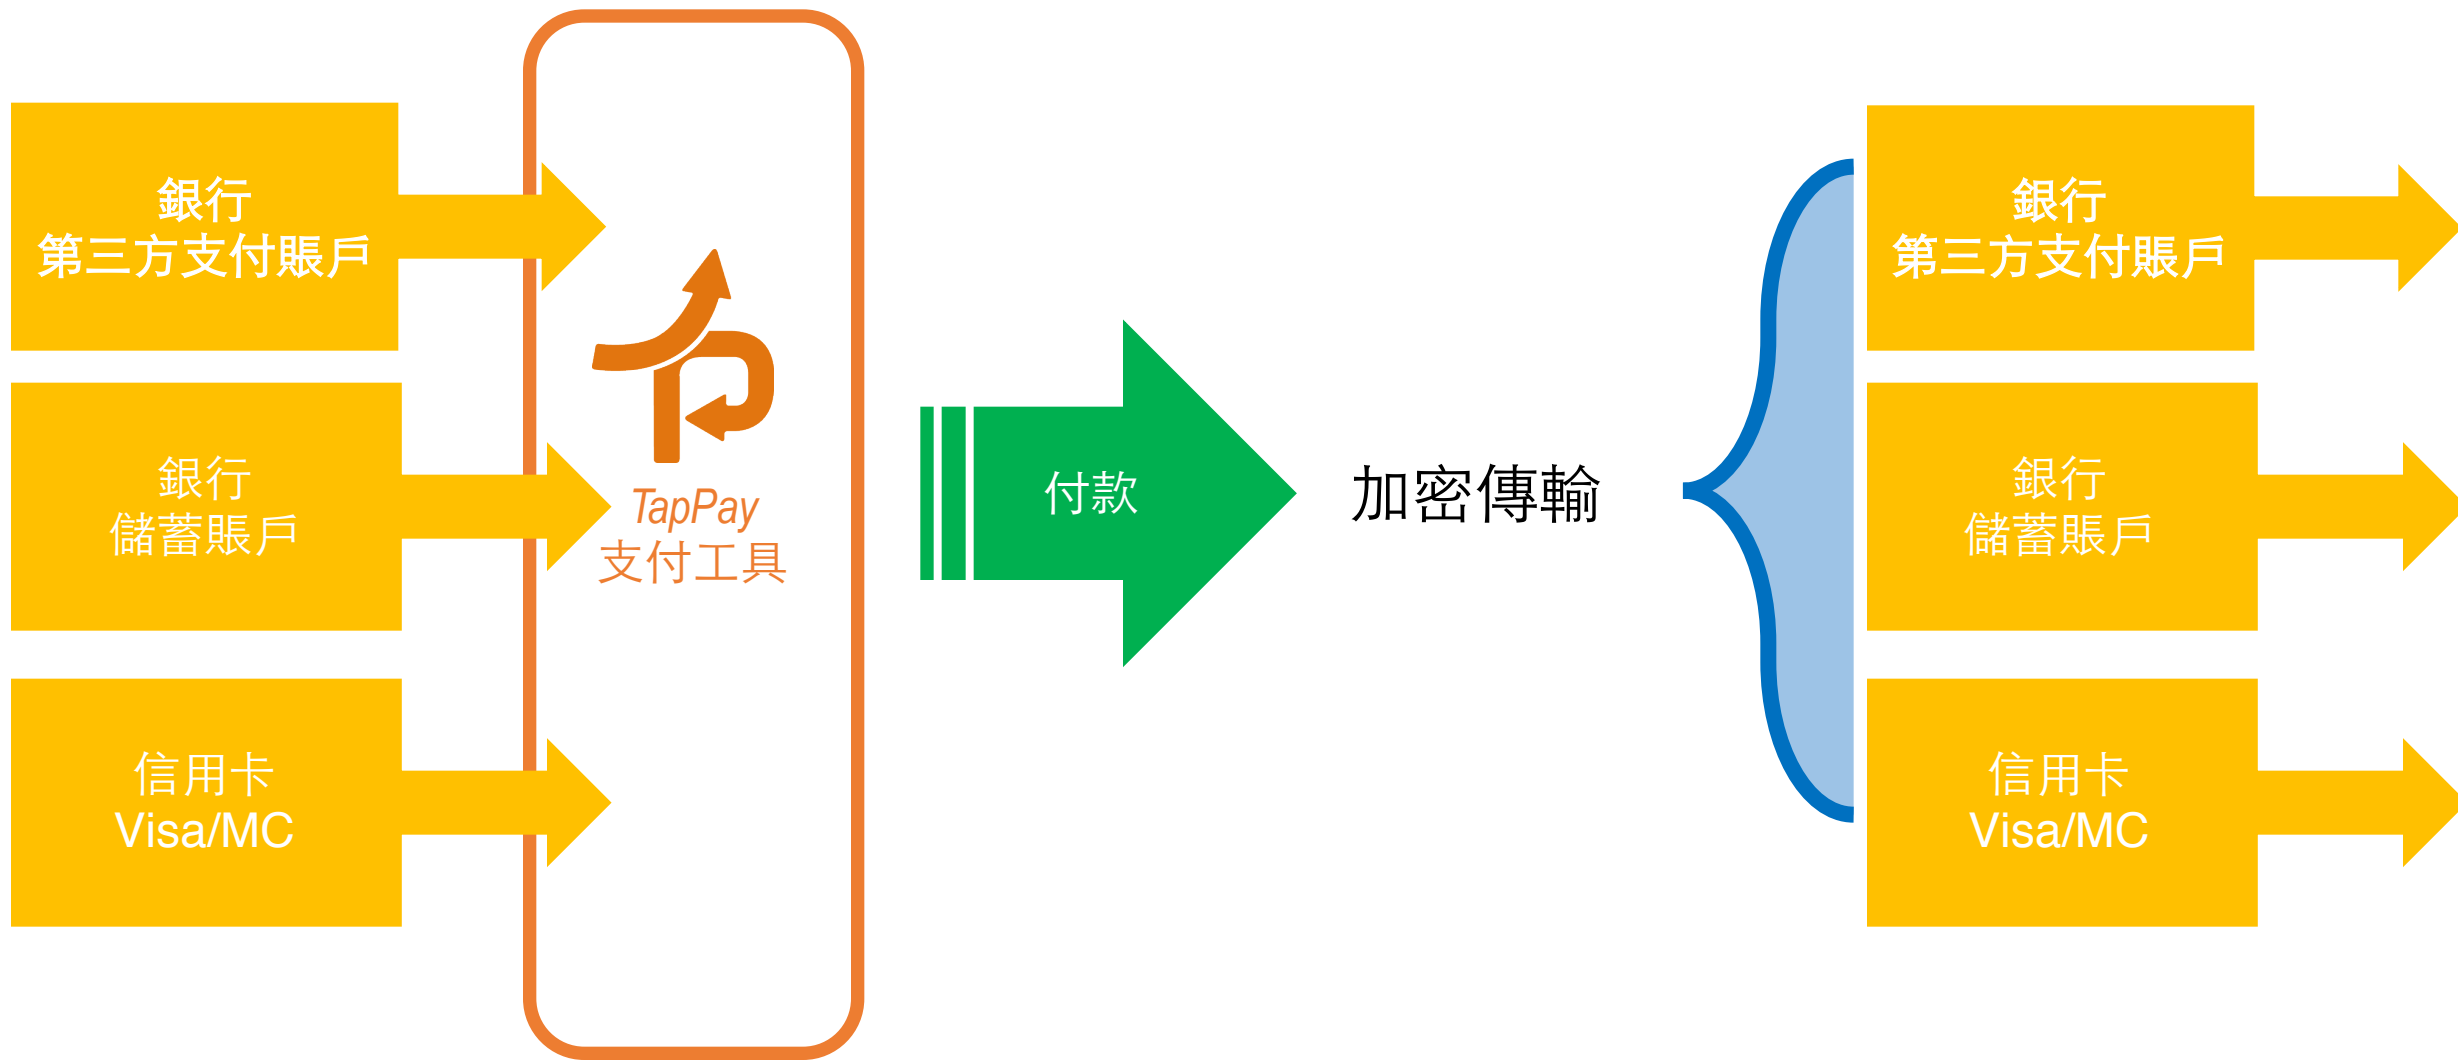 銀行
第三方支付賬戶
銀行
儲蓄賬戶
信用卡
Visa/MC
TapPay
支付工具
付款
加密傳輸
銀行
第三方支付賬戶
銀行
儲蓄賬戶
信用卡
Visa/MC